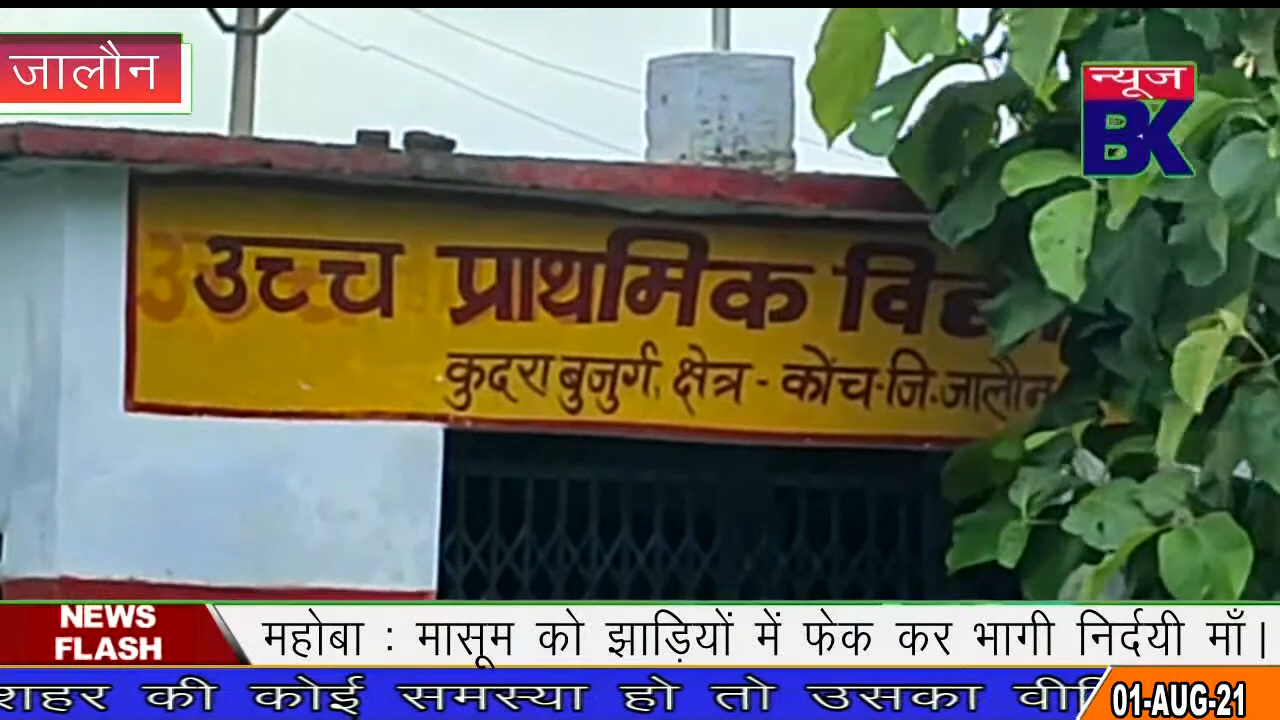 जालौन
न्यूज
BK
उच्च प्राथमिक
कुदरा बुजुर्ग, क्षेत्र - कोंच-जि.जालौन
NEWS
FLASH
महोबा : मासूम को झाड़ियों में फेक कर भागी निर्दयी माँ।
शहर की कोई समस्या हो तो उसका
01-AUG-21